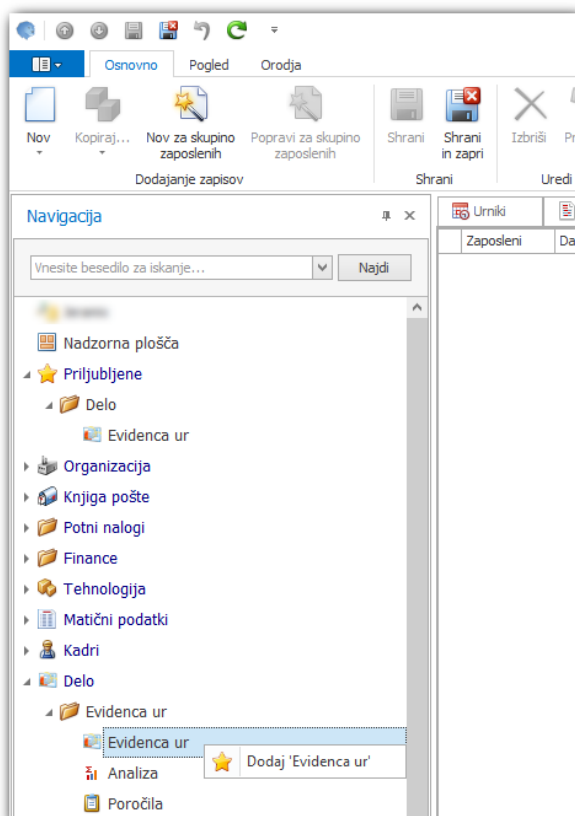 Osnovno Pogled Orodja
Nov Kopiraj... Nov za skupino zaposlenih Popravi za skupino zaposlenih Shrani Shrani in zapri Izbriši
Dodajanje zapisov Shrani Uredi
Navigacija
Urniki
Zaposleni Da
Vnesite besedilo za iskanje... Najdi
Nadzorna plošča
Priljubljene
Delo
Evidenca ur
Organizacija
Knjiga pošte
Potni nalogi
Finance
Tehnologija
Matični podatki
Kadri
Delo
Evidenca ur
Evidenca ur
Dodaj 'Evidenca ur'
Analiza
Poročila